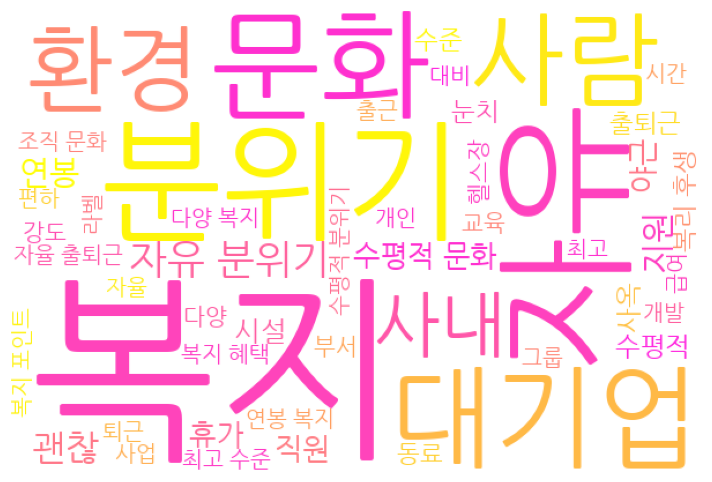 환경
문화
사람
수준
대비
시간
출근
눈치
출퇴근
조직 문화
분위기
자유
연봉
편하
라벨
헬스장
야근
복리 후생
강도
다양 복지
개인
교육
자율 출퇴근
자유 분위기
수평적 분위기
수평적 문화
최고
지원
급여
복지
자율
다양
시설
사내
사옥
개발
복지 포인트
복지 혜택
부서
그룹
수평적
대기업
연봉 복지
괜찮
퇴근
사업
휴가
최고 수준
직원
동료